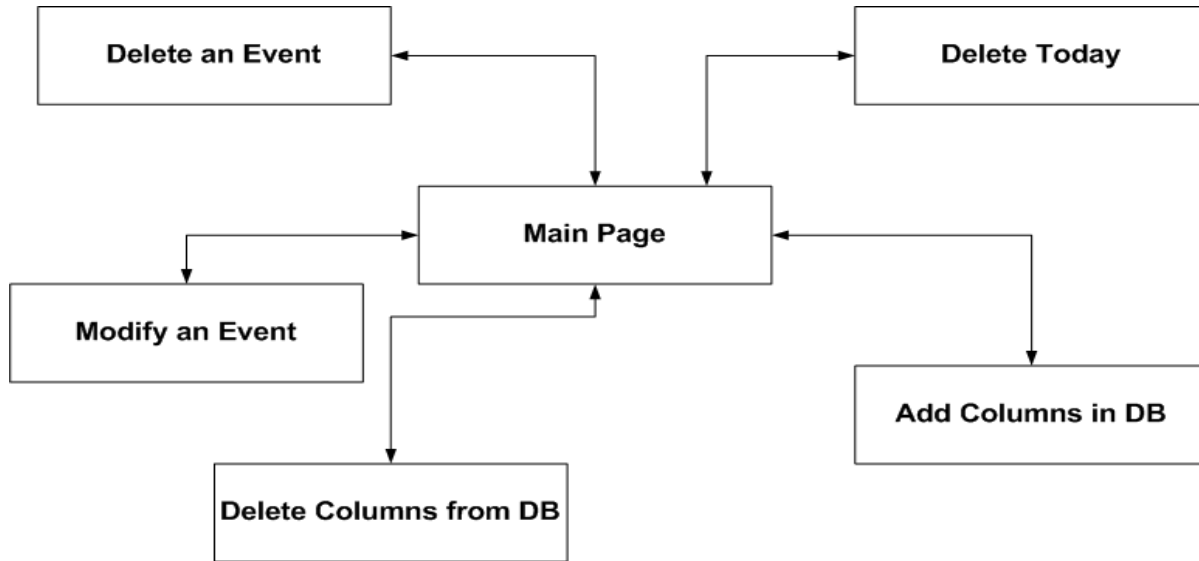 Delete an Event
Delete Today
Main Page
Modify an Event
Add Columns in DB
Delete Columns from DB